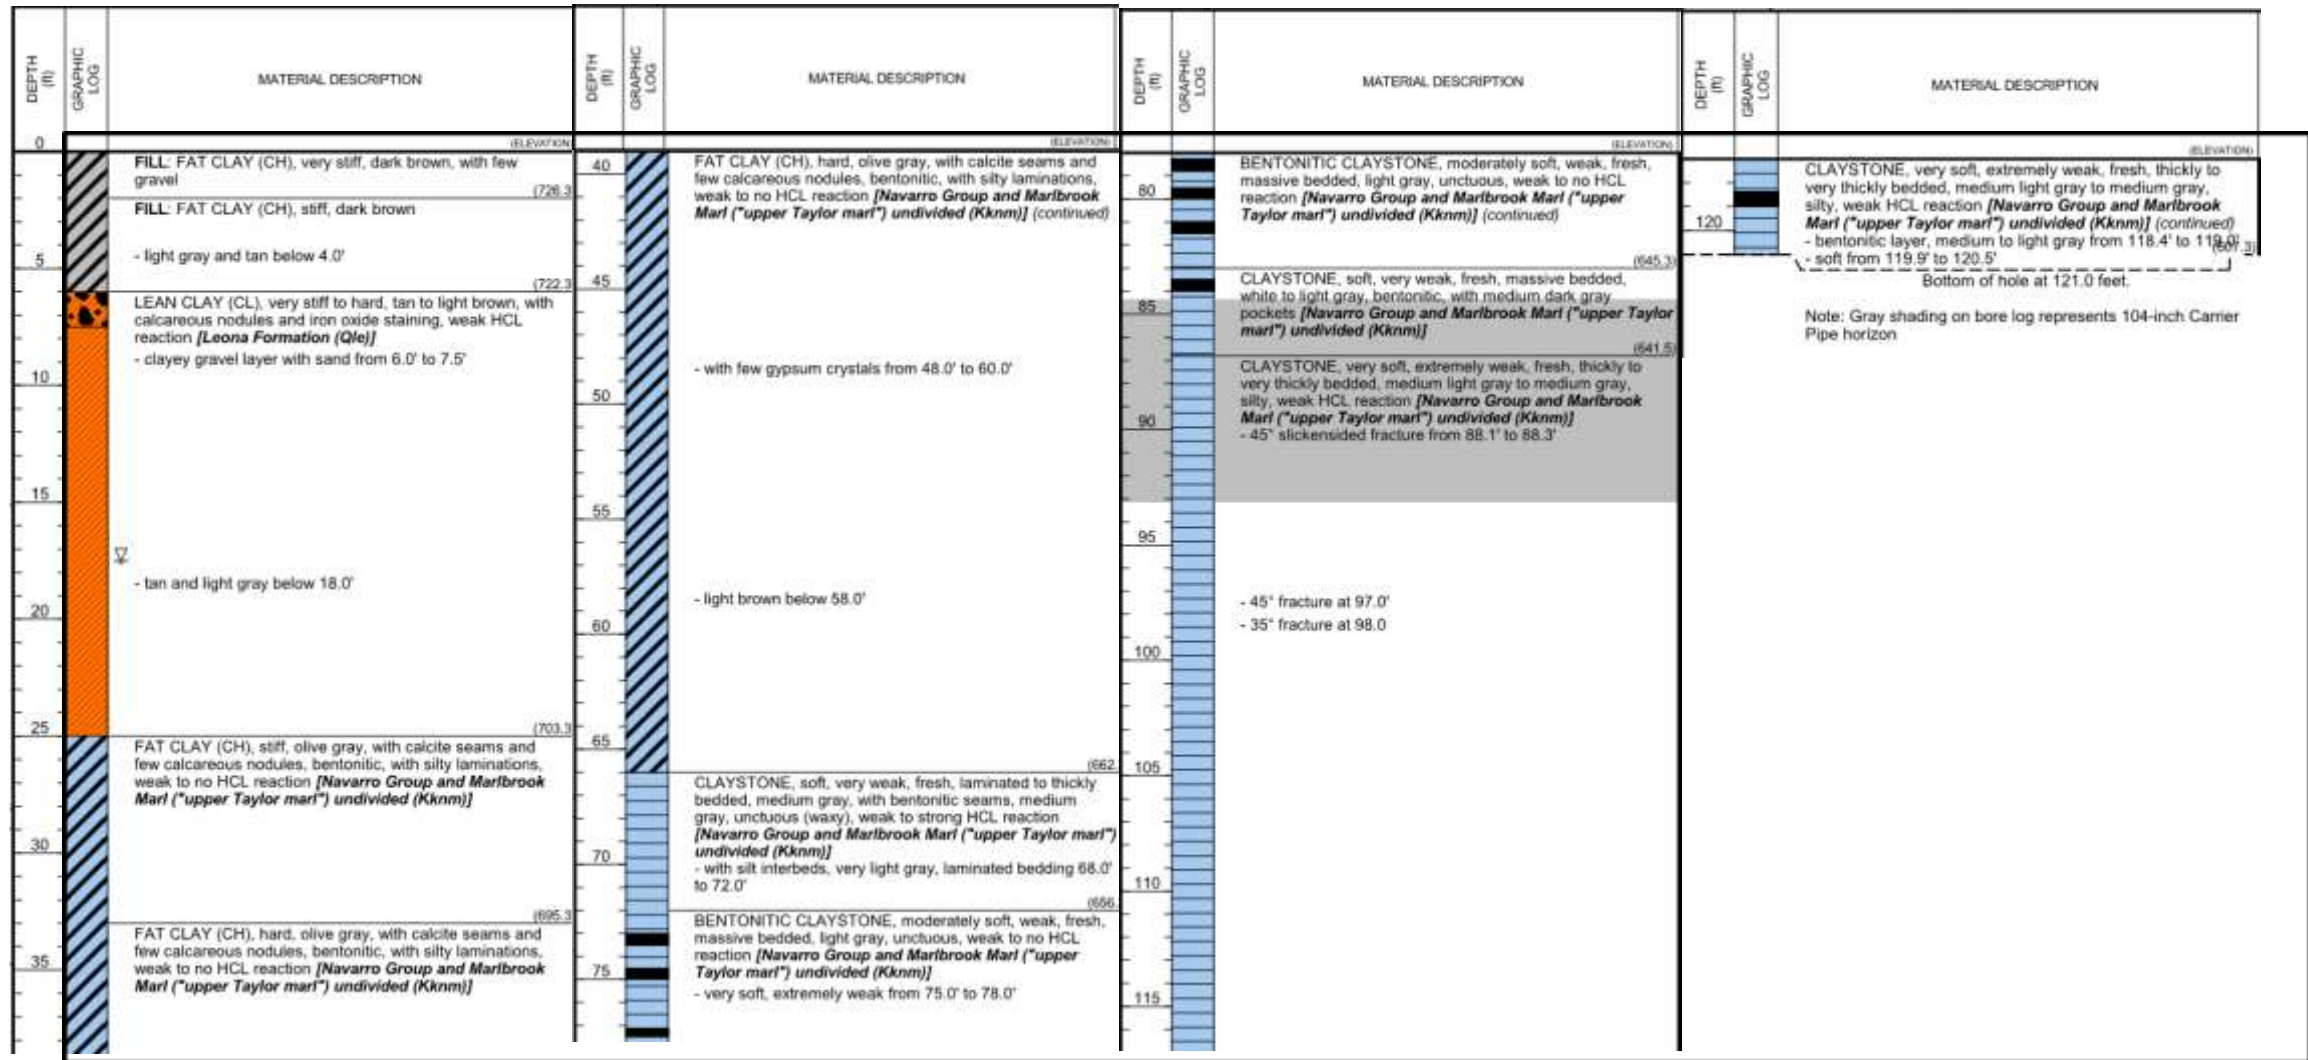 DEPTH
(ft)
GRAPHIC
LOG
MATERIAL DESCRIPTION
(ELEVATION)
0
FILL: FAT CLAY (CH), very stiff, dark brown, with few
gravel
(726.3
FILL: FAT CLAY (CH), stiff, dark brown
- light gray and tan below 4.0'
5
(722.3
LEAN CLAY (CL), very stiff to hard, tan to light brown, with
calcareous nodules and iron oxide staining, weak HCL
reaction [Leona Formation (Qle)]
- clayey gravel layer with sand from 6.0' to 7.5'
10
15
- tan and light gray below 18.0'
20
25
(703.3
FAT CLAY (CH), stiff, olive gray, with calcite seams and
few calcareous nodules, bentonitic, with silty laminations,
weak to no HCL reaction [Navarro Group and Marlbrook
Marl ("upper Taylor marl") undivided (Kknm)]
30
(695.3
FAT CLAY (CH), hard, olive gray, with calcite seams and
few calcareous nodules, bentonitic, with silty laminations,
weak to no HCL reaction [Navarro Group and Marlbrook
Marl ("upper Taylor marl") undivided (Kknm)]
35
DEPTH
(ft)
GRAPHIC
LOG
MATERIAL DESCRIPTION
(ELEVATION)
40
FAT CLAY (CH), hard, olive gray, with calcite seams and
few calcareous nodules, bentonitic, with silty laminations,
weak to no HCL reaction [Navarro Group and Marlbrook
Marl ("upper Taylor marl") undivided (Kknm)] (continued)
45
- with few gypsum crystals from 48.0' to 60.0'
50
55
- light brown below 58.0'
60
65
(662.
CLAYSTONE, soft, very weak, fresh, laminated to thickly
bedded, medium gray, with bentonitic seams, medium
gray, unctuous (waxy), weak to strong HCL reaction
[Navarro Group and Marlbrook Marl ("upper Taylor marl")
undivided (Kknm)]
70
- with silt interbeds, very light gray, laminated bedding 68.0'
to 72.0'
(656.
BENTONITIC CLAYSTONE, moderately soft, weak, fresh,
massive bedded, light gray, unctuous, weak to no HCL
reaction [Navarro Group and Marlbrook Marl ("upper
Taylor marl") undivided (Kknm)]
75
- very soft, extremely weak from 75.0' to 78.0'
DEPTH
(ft)
GRAPHIC
LOG
MATERIAL DESCRIPTION
(ELEVATION)
BENTONITIC CLAYSTONE, moderately soft, weak, fresh,
massive bedded, light gray, unctuous, weak to no HCL
80
reaction [Navarro Group and Marlbrook Marl ("upper
Taylor marl") undivided (Kknm)] (continued)
(645.3)
CLAYSTONE, soft, very weak, fresh, massive bedded,
white to light gray, bentonitic, with medium dark gray
85
pockets [Navarro Group and Marlbrook Marl ("upper Taylor
marl") undivided (Kknm)]
(641.5)
CLAYSTONE, very soft, extremely weak, fresh, thickly to
very thickly bedded, medium light gray to medium gray,
silty, weak HCL reaction [Navarro Group and Marlbrook
Marl ("upper Taylor marl") undivided (Kknm)]
90
- 45° slickensided fracture from 88.1' to 88.3'
95
- 45° fracture at 97.0'
- 35° fracture at 98.0
100
105
110
115
DEPTH
(ft)
GRAPHIC
LOG
MATERIAL DESCRIPTION
(ELEVATION)
CLAYSTONE, very soft, extremely weak, fresh, thickly to
very thickly bedded, medium light gray to medium gray,
silty, weak HCL reaction [Navarro Group and Marlbrook
Marl ("upper Taylor marl") undivided (Kknm)] (continued)
120
- bentonitic layer, medium to light gray from 118.4' to 119.0'
(607.3)
- soft from 119.9' to 120.5'
Bottom of hole at 121.0 feet.
Note: Gray shading on bore log represents 104-inch Carrier
Pipe horizon